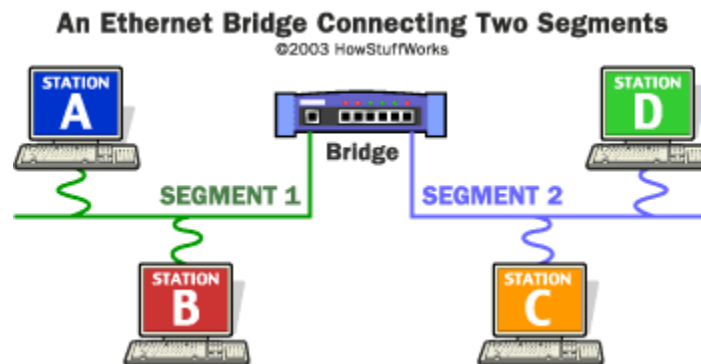 An Ethernet Bridge Connecting Two Segments
©2003 HowStuffWorks
STATION
A
STATION
D
Bridge
SEGMENT 1
SEGMENT 2
STATION
B
STATION
C